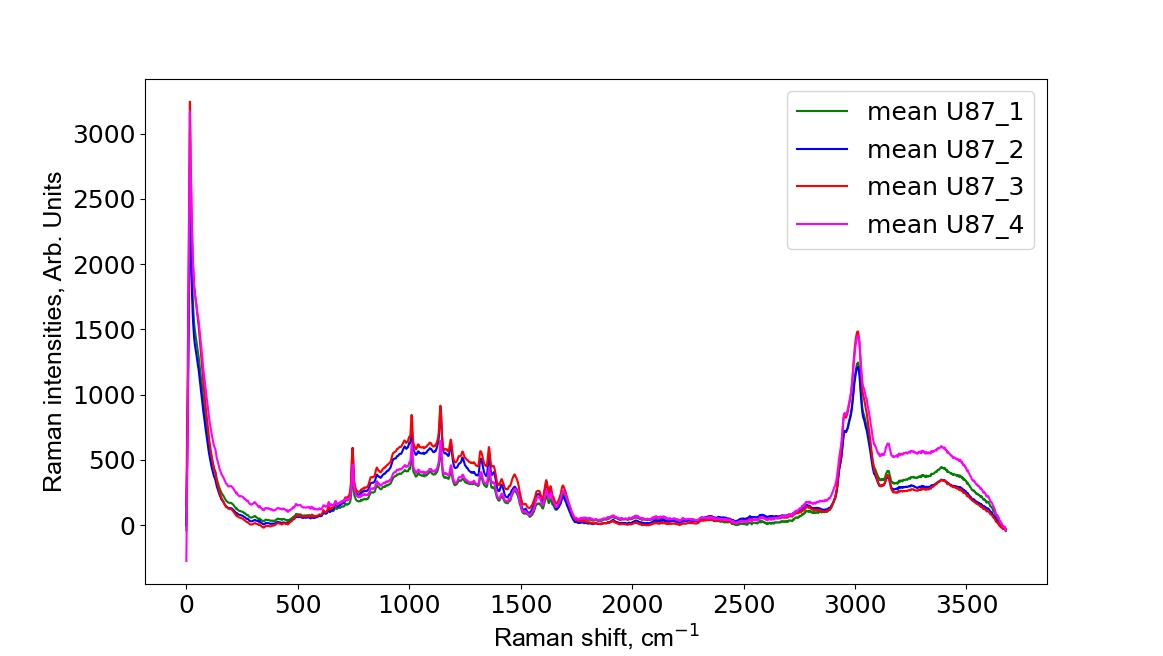 mean U87_1
mean U87_2
mean U87_3
mean U87_4
Raman intensities, Arb. Units
3000
2500
2000
1500
1000
500
0
0 500 1000 1500 2000 2500 3000 3500
Raman shift, cm⁻¹